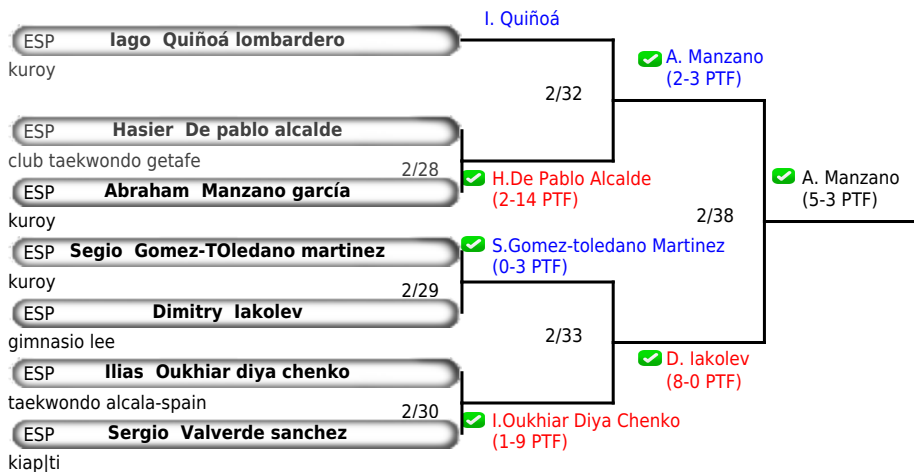 I. Quiñoá
ESP Iago Quiñoá lombardero
kuroy
A. Manzano
(2-3 PTF)
2/32
ESP Hasier De pablo alcalde
club taekwondo getafe
2/28
H.De Pablo Alcalde
(2-14 PTF)
ESP Abraham Manzano garcía
kuroy
A. Manzano
(5-3 PTF)
2/38
ESP Segio Gomez-TOledano martinez
kuroy
S.Gomez-toledano Martinez
(0-3 PTF)
2/29
ESP Dimitry Iakolev
gimnasio lee
2/33
D. Iakolev
(8-0 PTF)
ESP Ilias Oukhiar diya chenko
taekwondo alcala-spain
2/30
I.Oukhiar Diya Chenko
(1-9 PTF)
ESP Sergio Valverde sanchez
kiap|ti